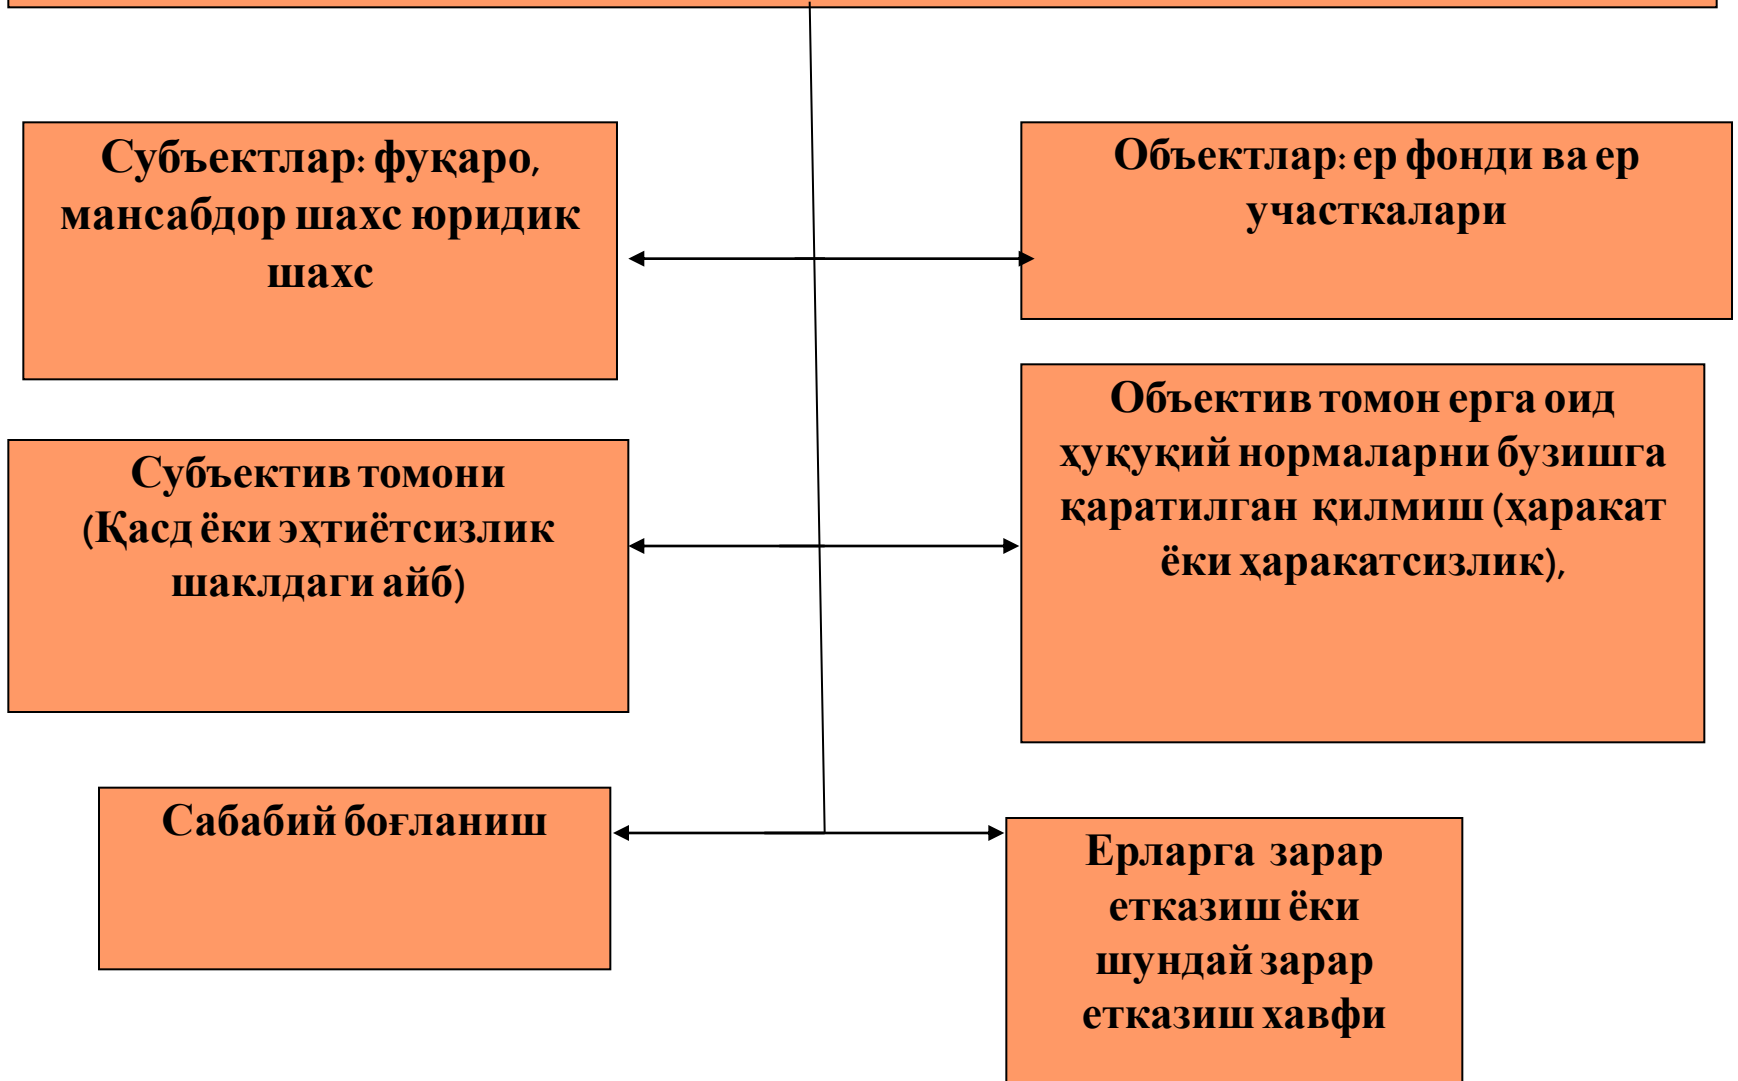 Субъектлар: фуқаро,
мансабдор шахс юридик
шахс
Объектлар: ер фонди ва ер
участкалари
Субъектив томони
(Қасд ёки эҳтиётсизлик
шаклдаги айб)
Объектив томон ерга оид
ҳуқуқий нормаларни бузишга
қаратилган қилмиш (ҳаракат
ёки ҳаракатсизлик),
Сабабий боғланиш
Ерларга зарар
етказиш ёки
шундай зарар
етказиш хавфи